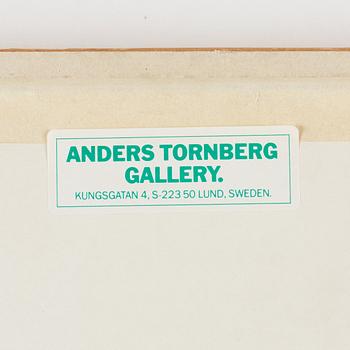 ANDERS TORNBERG
GALLERY.
KUNGSGATAN 4, S-223 50 LUND, SWEDEN.